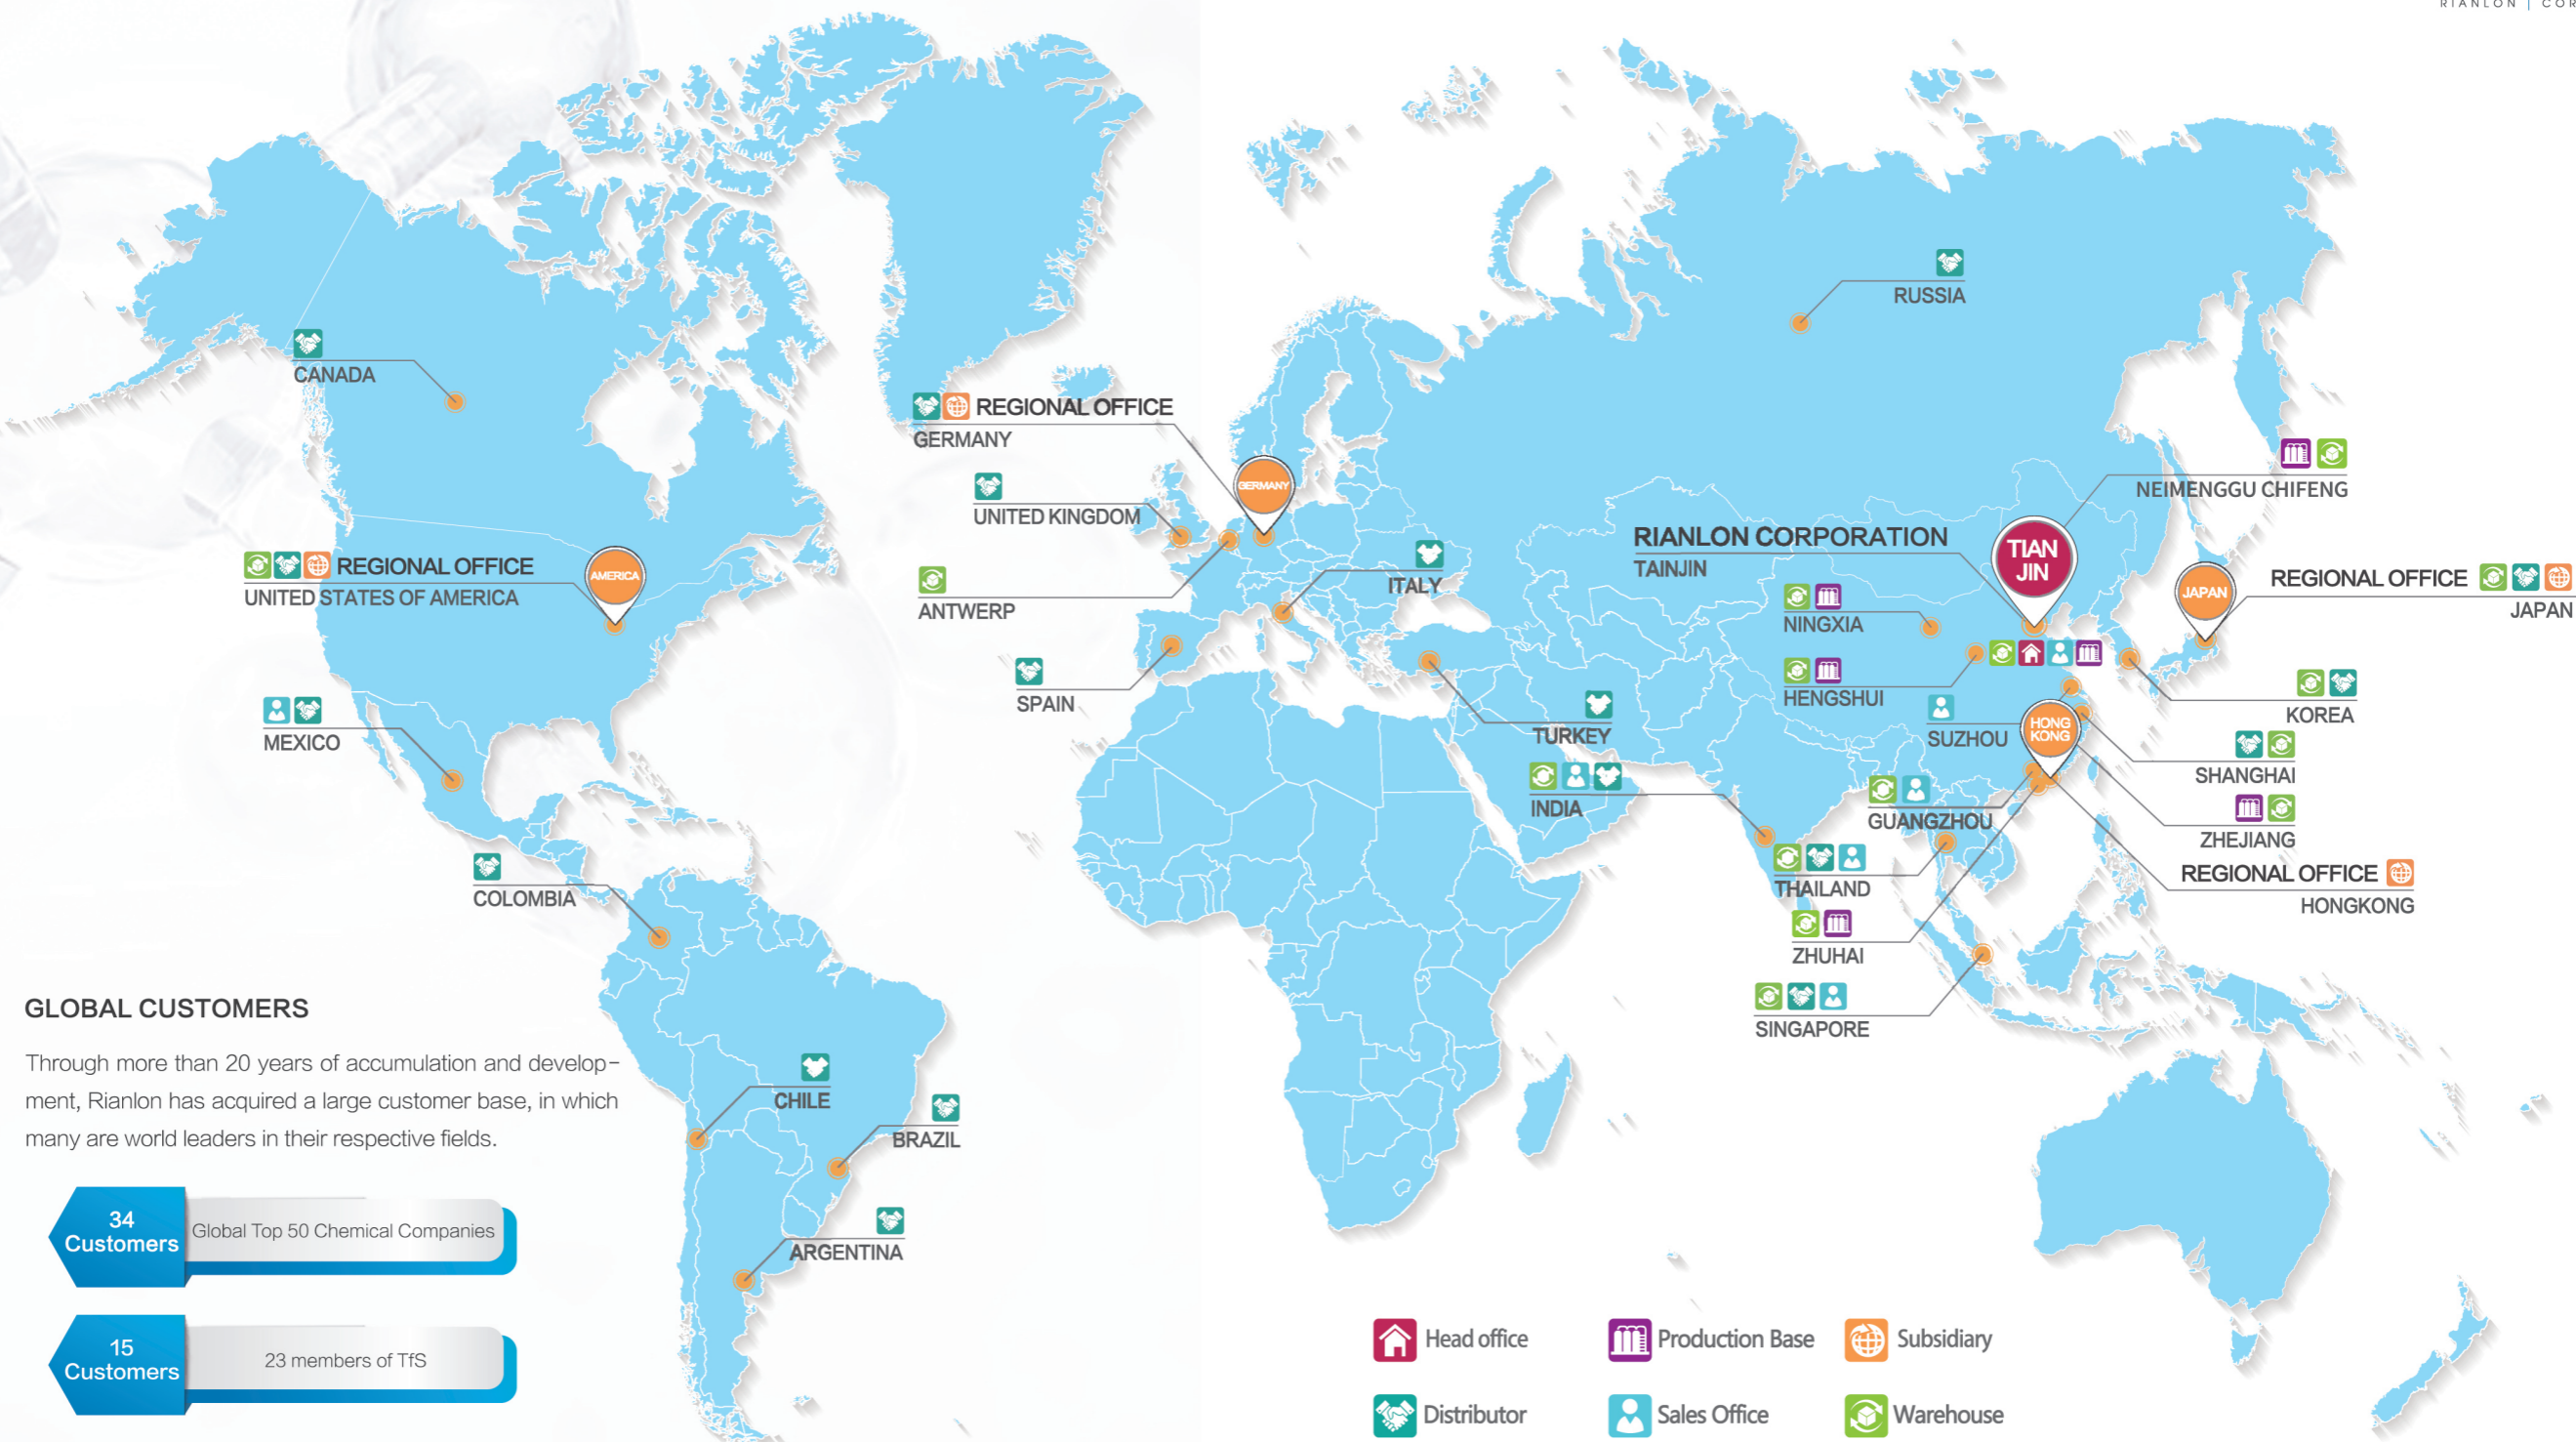 RIANLON | COR
RUSSIA
CANADA
REGIONAL OFFICE
GERMANY
GERMANY
UNITED KINGDOM
NEIMENGGU CHIFENG
RIANLON CORPORATION
TAINJIN
TIAN
JIN
REGIONAL OFFICE
UNITED STATES OF AMERICA
AMERICA
ANTWERP
ITALY
NINGXIA
JAPAN
REGIONAL OFFICE
JAPAN
SPAIN
HENGSHUI
KOREA
MEXICO
TURKEY
SUZHOU
HONG
KONG
SHANGHAI
INDIA
GUANGZHOU
ZHEJIANG
COLOMBIA
THAILAND
REGIONAL OFFICE
HONGKONG
ZHUHAI
SINGAPORE
GLOBAL CUSTOMERS
Through more than 20 years of accumulation and develop-
ment, Rianlon has acquired a large customer base, in which
many are world leaders in their respective fields.
CHILE
BRAZIL
ARGENTINA
34
Customers
Global Top 50 Chemical Companies
15
Customers
23 members of TfS
Head office
Production Base
Subsidiary
Distributor
Sales Office
Warehouse